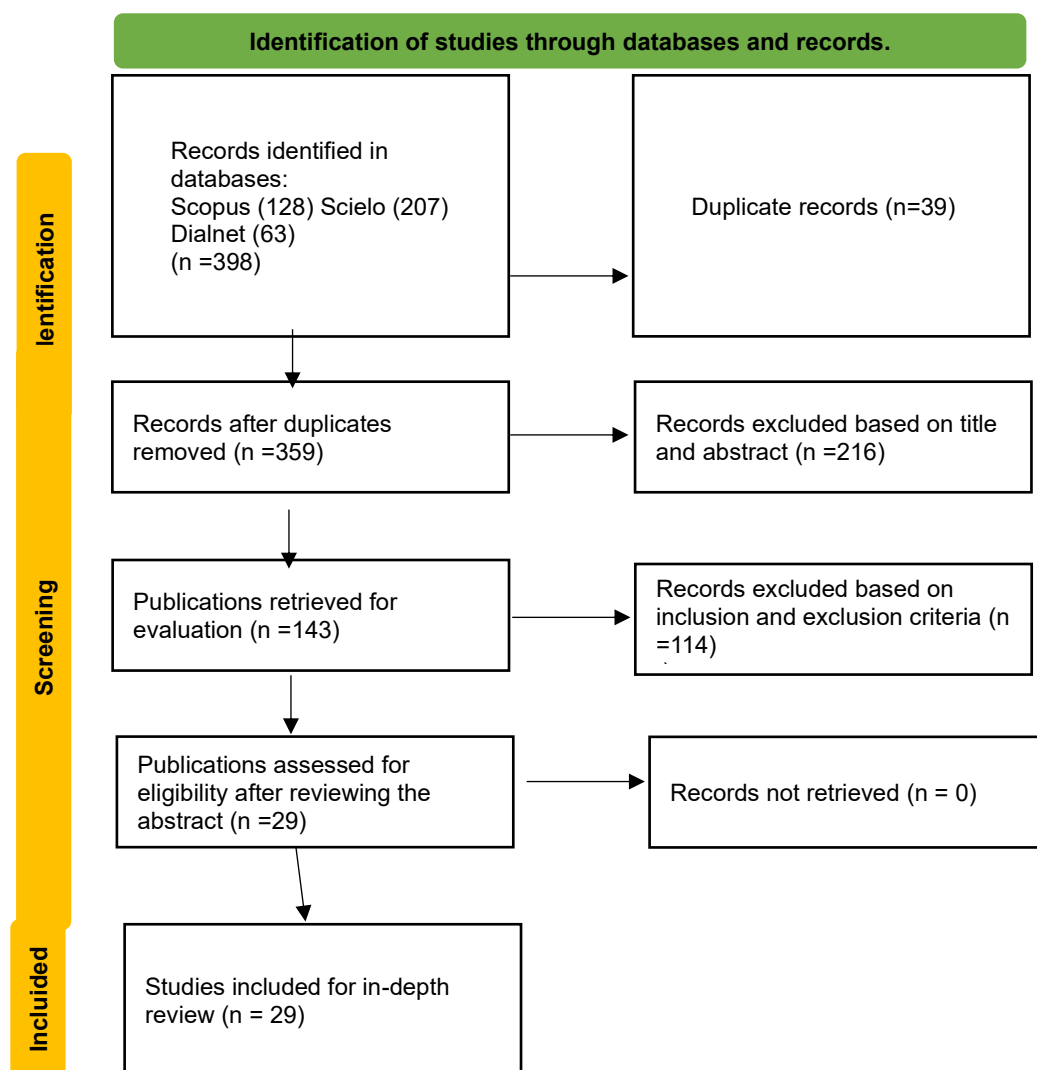 Identification of studies through databases and records.
Records identified in
databases:
Scopus (128) Scielo (207)
Dialnet (63)
(n =398)
Duplicate records (n=39)
Ientification
Records after duplicates
removed (n =359)
Records excluded based on title
and abstract (n =216)
Screening
Publications retrieved for
evaluation (n =143)
Records excluded based on
inclusion and exclusion criteria (n
=114)
Publications assessed for
eligibility after reviewing the
abstract (n =29)
Records not retrieved (n = 0)
Incluided
Studies included for in-depth
review (n = 29)